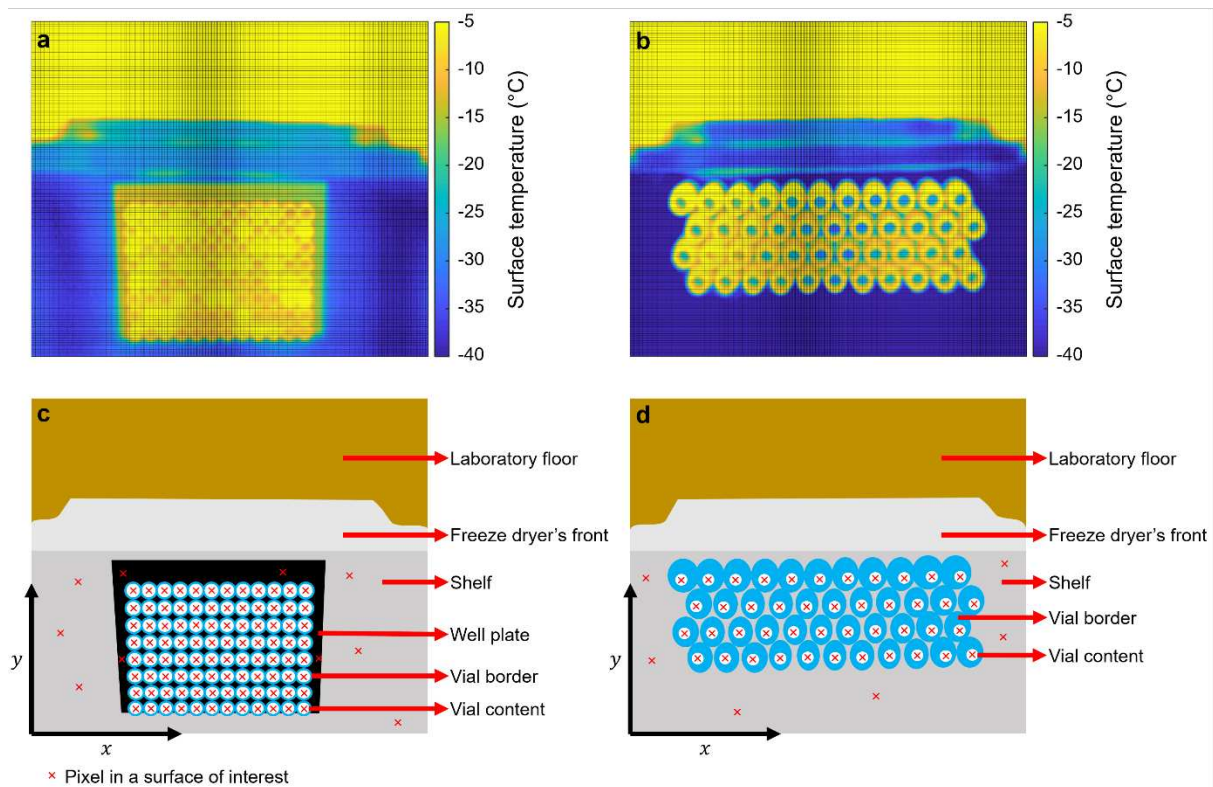 a
-5
-10
-15
-20
-25
-30
-35
-40
Surface temperature (°C)
b
-5
-10
-15
-20
-25
-30
-35
-40
Surface temperature (°C)
c
Laboratory floor
Freeze dryer's front
Shelf
Well plate
Vial border
Vial content
y
x
× Pixel in a surface of interest
d
Laboratory floor
Freeze dryer's front
Shelf
Vial border
Vial content
y
x